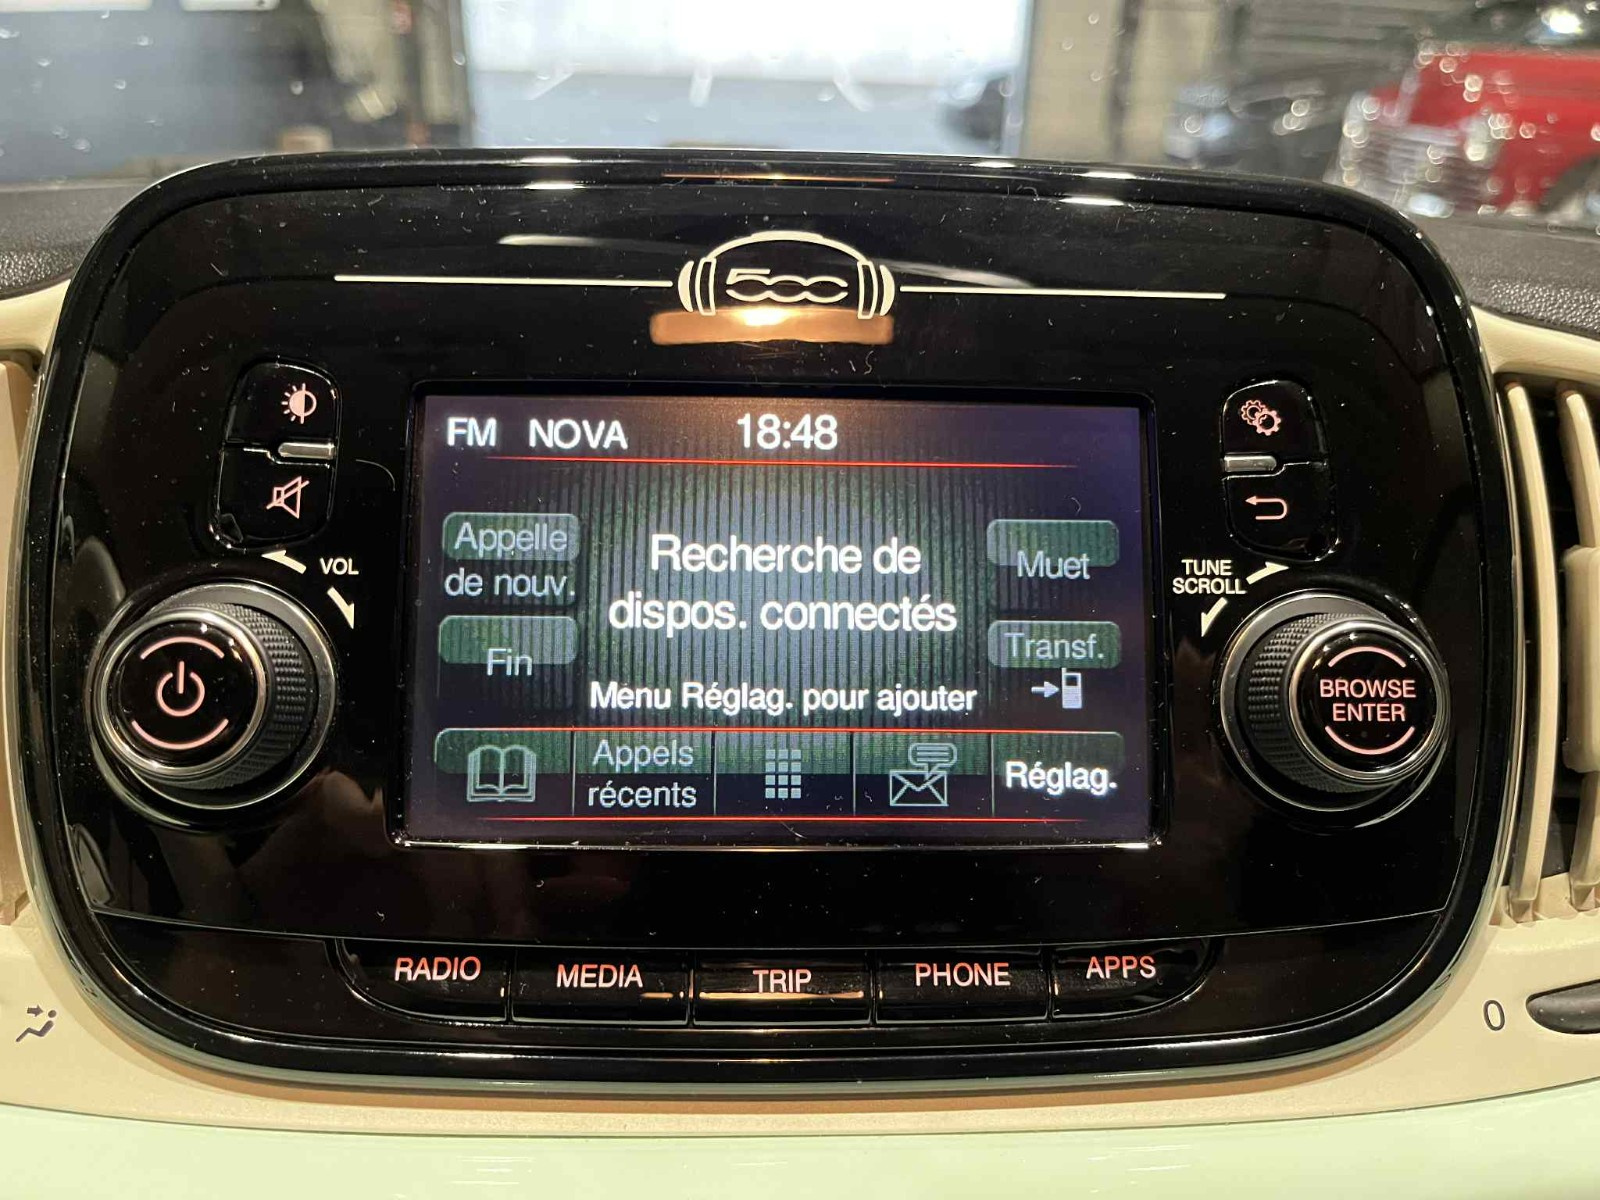 500
FM NOVA 18:48
Appelle
de nouv.
Recherche de
dispos. connectés
Muet
Fin
Transf.
Menu Réglag. pour ajouter
Appels
récents
Réglag.
VOL
TUNE
SCROLL
BROWSE
ENTER
RADIO
MEDIA
TRIP
PHONE
APPS
0